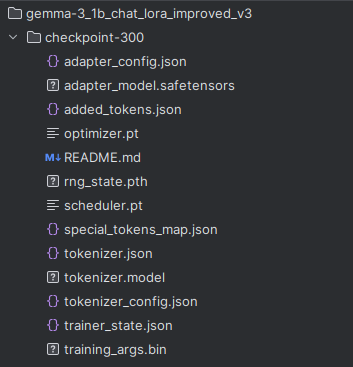 gemma-3_1b_chat_lora_improved_v3
checkpoint-300
{} adapter_config.json
? adapter_model.safetensors
{} added_tokens.json
optimizer.pt
M↓ README.md
? rng_state.pth
scheduler.pt
{} special_tokens_map.json
{} tokenizer.json
? tokenizer.model
{} tokenizer_config.json
{} trainer_state.json
? training_args.bin